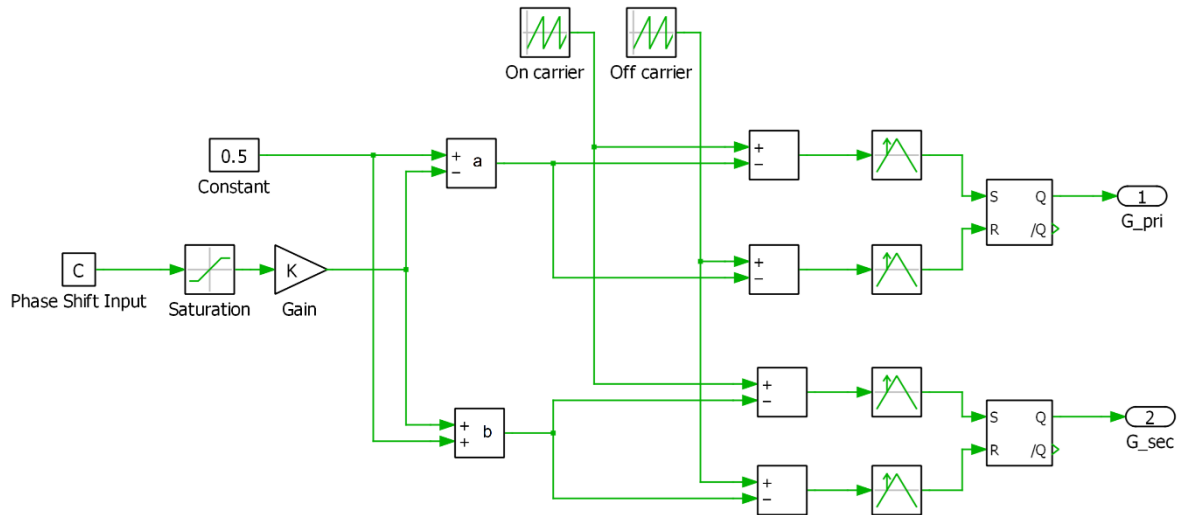 On carrier
Off carrier
0.5
Constant
+
−
a
+
−
S
Q
R
/Q
1
G_pri
C
Phase Shift Input
Saturation
K
Gain
+
−
+
+
b
+
−
S
Q
R
/Q
2
G_sec
+
−